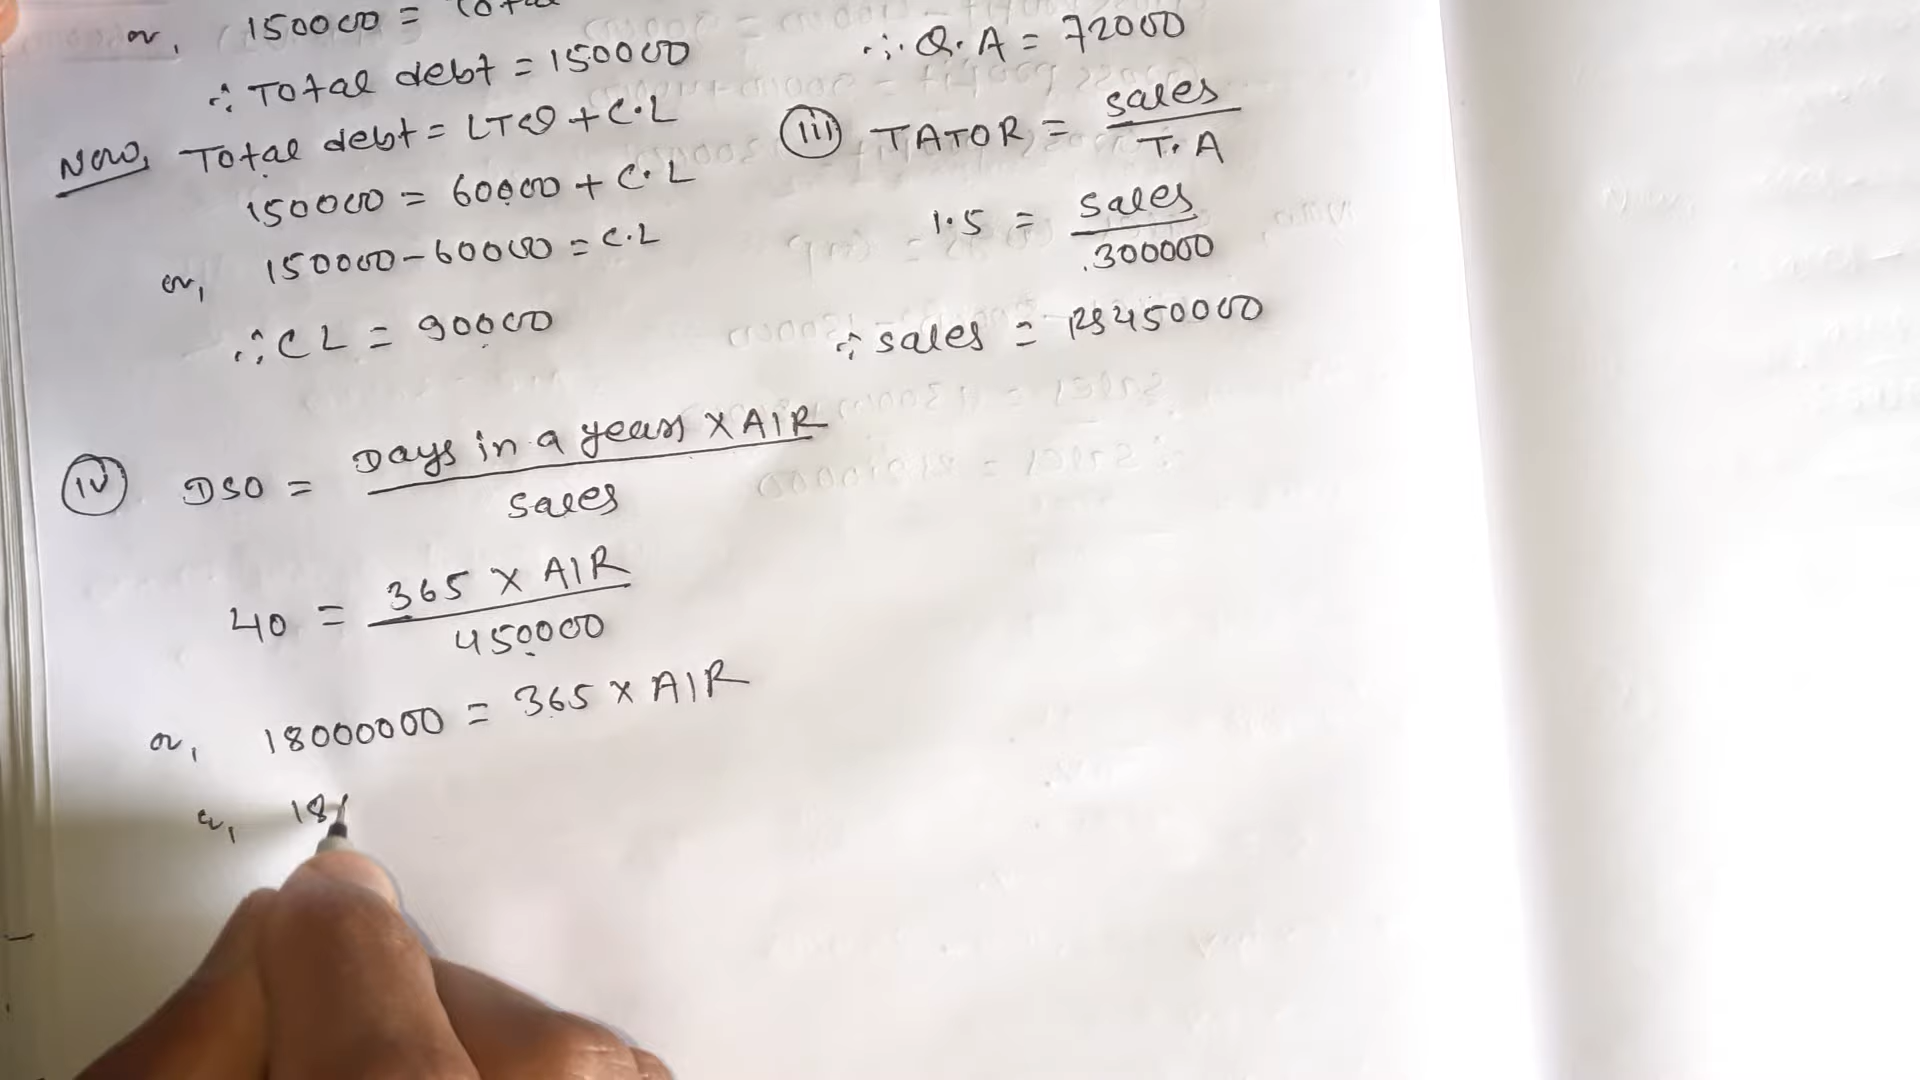 or, 150000 =
∴ Total debt = 150000
Now, Total debt = LTD + C.L
150000 = 60000 + C.L
or, 150000 - 60000 = C.L
∴ CL = 90000
∴ Q.A = 72000
(iii) TATOR = sales / T.A
1.5 = sales / 300000
∴ sales = RS 450000
(iv) DSO = Days in a years X AIR / sales
40 = 365 X AIR / 450000
or, 18000000 = 365 X AIR
or, 18